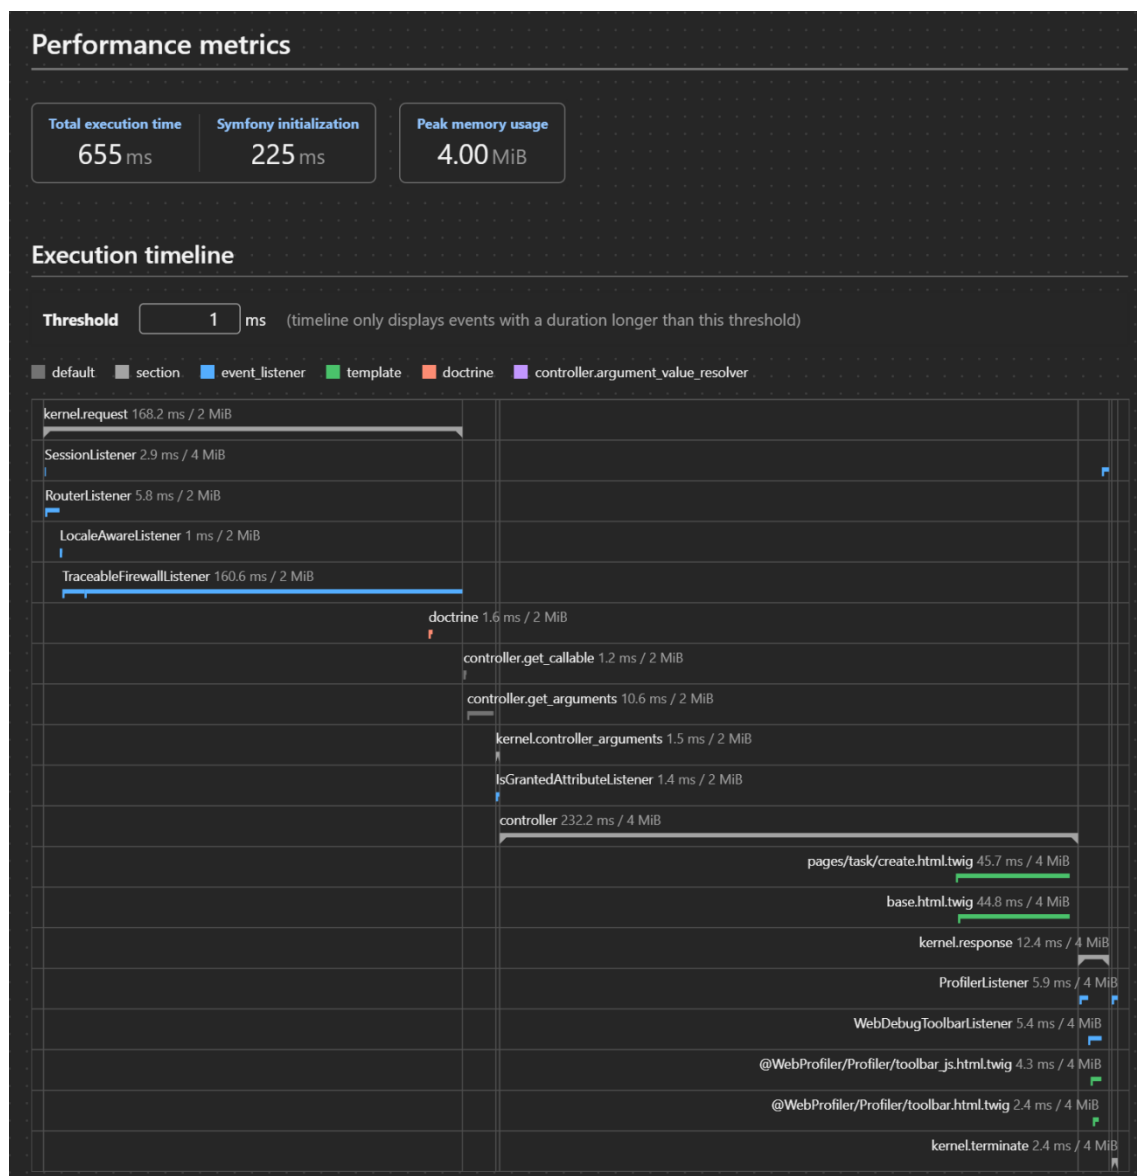 Performance metrics
Total execution time Symfony initialization Peak memory usage
655 ms 225 ms 4.00 MiB
Execution timeline
Threshold 1 ms (timeline only displays events with a duration longer than this threshold)
default section event_listener template doctrine controller.argument_value_resolver
kernel.request 168.2 ms / 2 MiB
SessionListener 2.9 ms / 4 MiB
RouterListener 5.8 ms / 2 MiB
LocaleAwareListener 1 ms / 2 MiB
TraceableFirewallListener 160.6 ms / 2 MiB
doctrine 1.6 ms / 2 MiB
controller.get_callable 1.2 ms / 2 MiB
controller.get_arguments 10.6 ms / 2 MiB
kernel.controller_arguments 1.5 ms / 2 MiB
IsGrantedAttributeListener 1.4 ms / 2 MiB
controller 232.2 ms / 4 MiB
pages/task/create.html.twig 45.7 ms / 4 MiB
base.html.twig 44.8 ms / 4 MiB
kernel.response 12.4 ms / 4 MiB
ProfilerListener 5.9 ms / 4 MiB
WebDebugToolbarListener 5.4 ms / 4 MiB
@WebProfiler/Profiler/toolbar_js.html.twig 4.3 ms / 4 MiB
@WebProfiler/Profiler/toolbar.html.twig 2.4 ms / 4 MiB
kernel.terminate 2.4 ms / 4 MiB